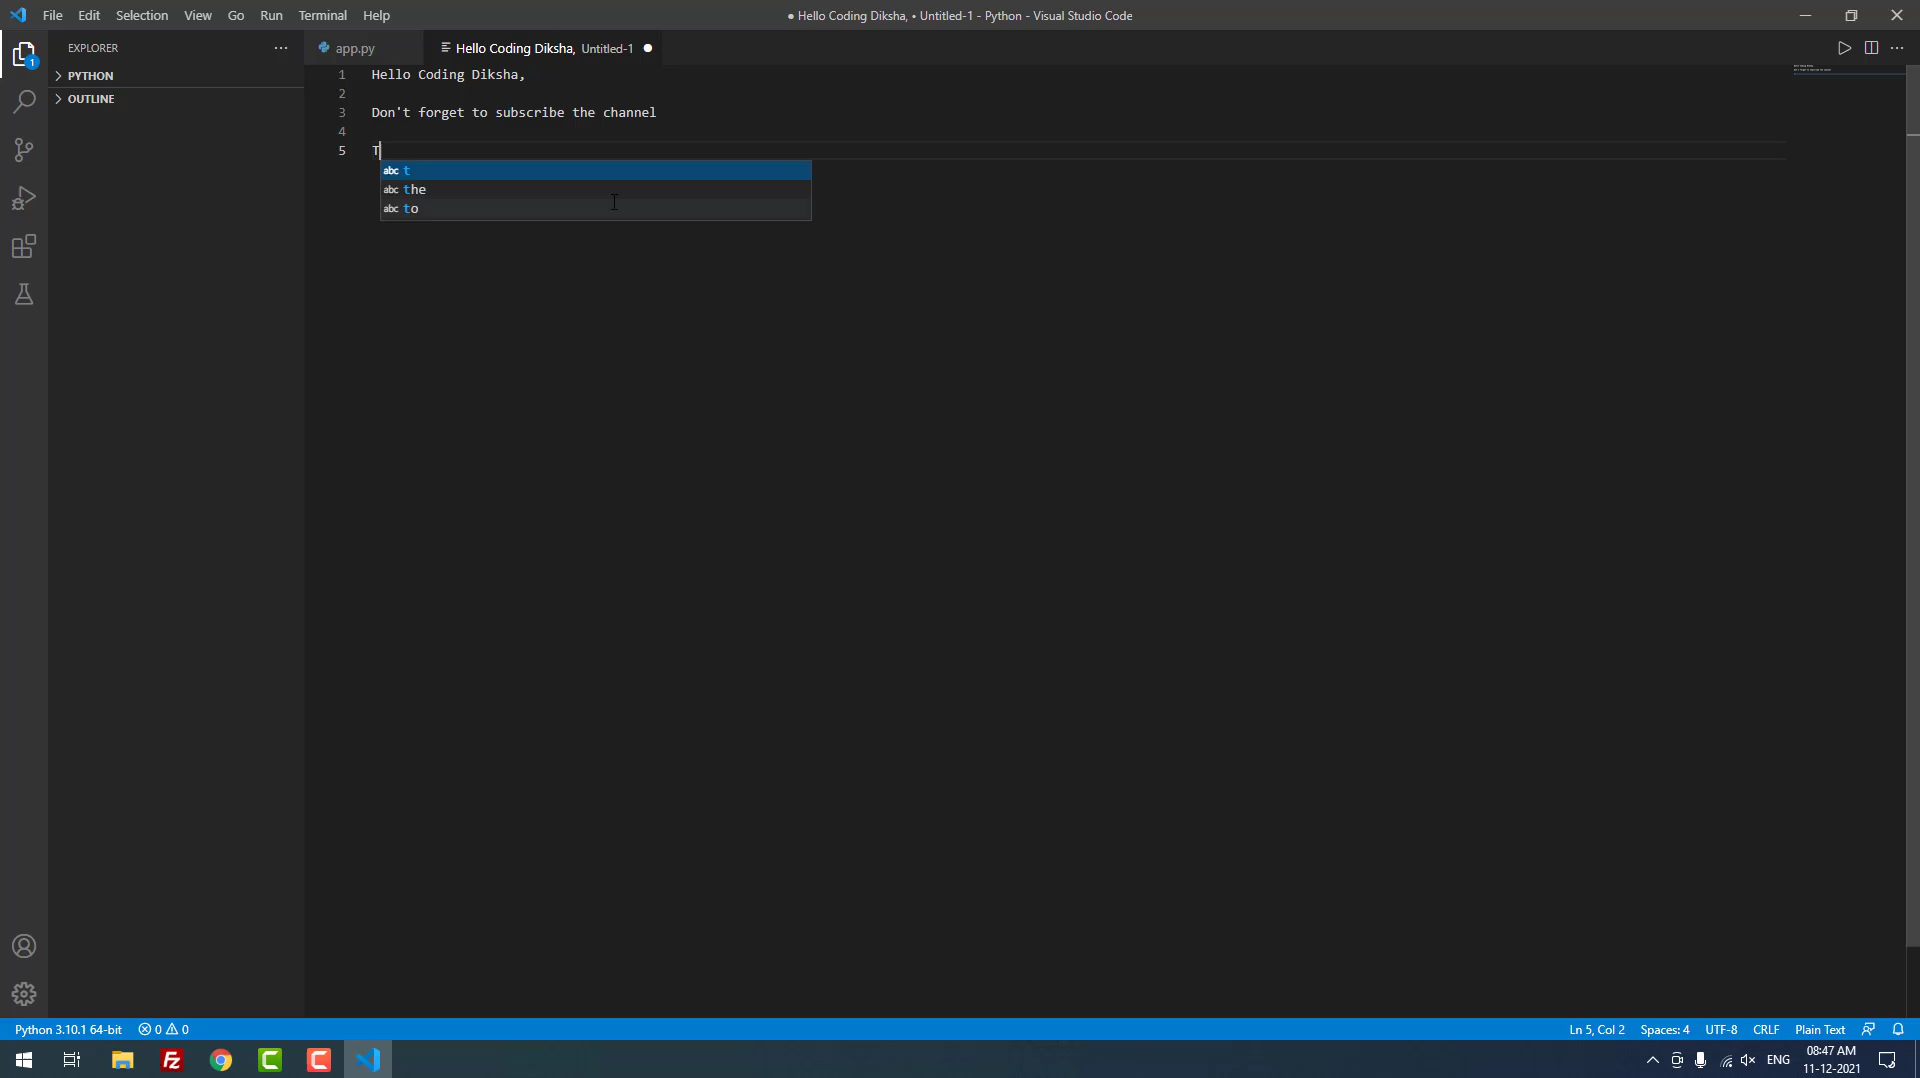 File Edit Selection View Go Run Terminal Help
● Hello Coding Diksha, • Untitled-1 - Python - Visual Studio Code
EXPLORER
PYTHON
OUTLINE
1
app.py
Hello Coding Diksha, Untitled-1
1 Hello Coding Diksha,
2
3 Don't forget to subscribe the channel
4
5 T
abc t
abc the
abc to
Python 3.10.1 64-bit 0 0
Ln 5, Col 2 Spaces: 4 UTF-8 CRLF Plain Text
Fz C C
ENG
08:47 AM
11-12-2021